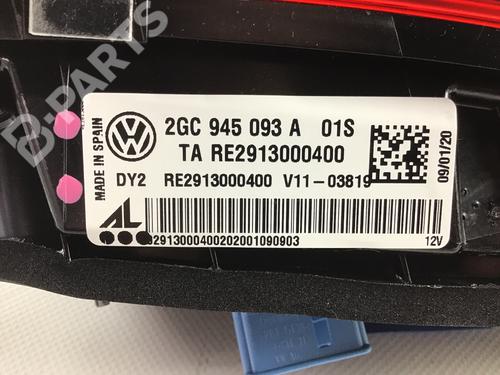 B-PARTS
MADE IN SPAIN
2GC 945 093 A 01S
TA RE2913000400
DY2 RE2913000400 V11-03819
09/01/20
AL
2913000400202001090903
12V